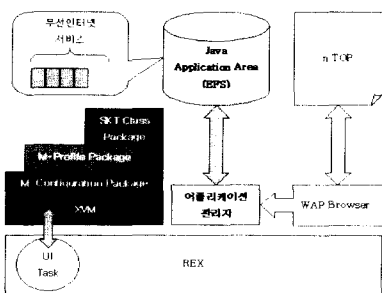 무선인터넷
서비스
Java
Application Area
(EFS)
n TOP
SKT Class
Package
M-Profile Package
M-Configuration Package
XVM
어플리케이션
관리자
WAP Browser
UI
Task
REX